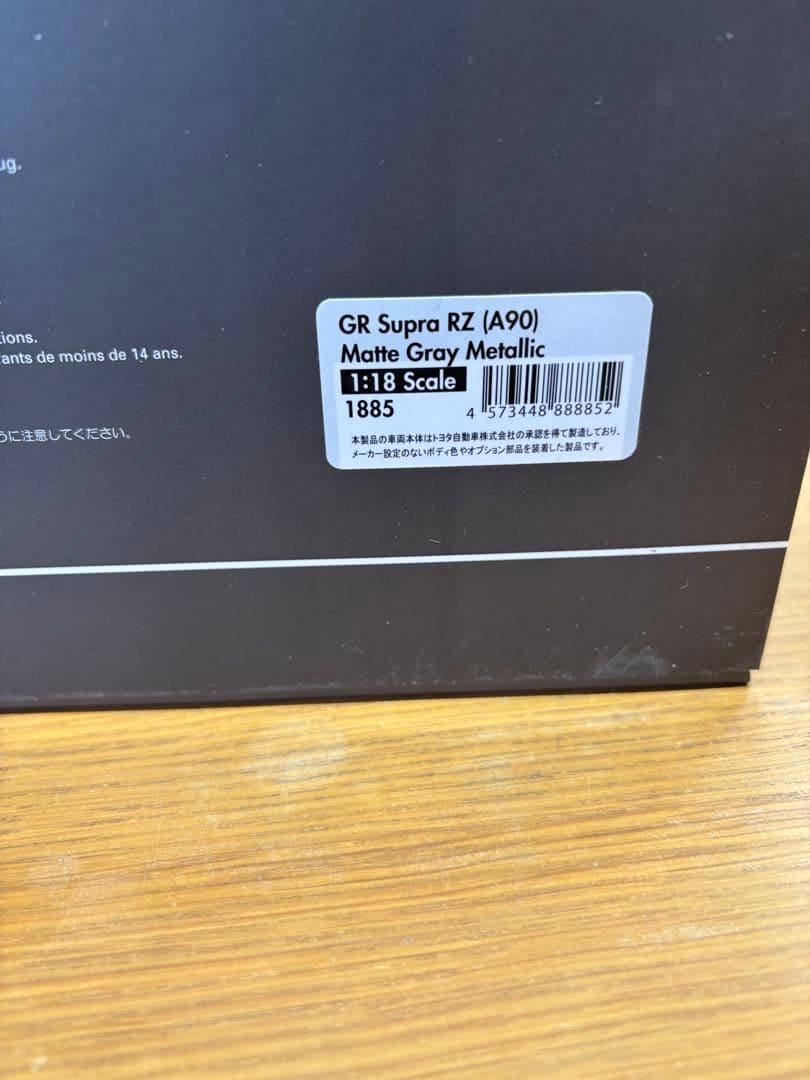 ug.
ions.
ants de moins de 14 ans.
うに注意してください。
GR Supra RZ (A90)
Matte Gray Metallic
1:18 Scale
1885
4 573448 888852
本製品の車両本体はトヨタ自動車株式会社の承認を得て製造しており、
メーカー設定のないボディ色やオプション部品を装着した製品です。